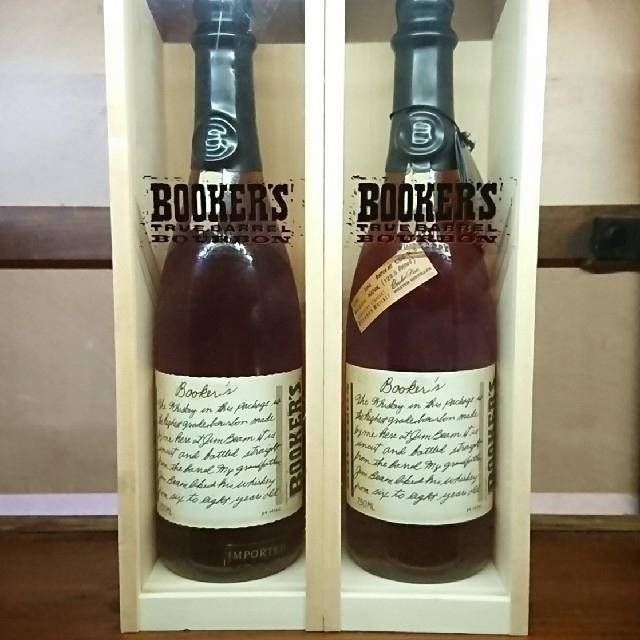 BOOKER'S
TRUE BARREL
BOURBON
Booker's
The Whiskey in this package is
the highest grade bourbon made
by me here at Jim Beam it is
uncut and bottled straight
from the barrel. My grandfather,
Jim Beam liked his whiskey
from six to eight years old.
750ML
BOOKER'S
IMPORTED
BOOKER'S
TRUE BARREL
BOURBON
Booker's
The Whiskey in this package is
the highest grade bourbon made
by me here at Jim Beam it is
uncut and bottled straight
from the barrel. My grandfather,
Jim Beam liked his whiskey
from six to eight years old.
750ML
BOOKER'S